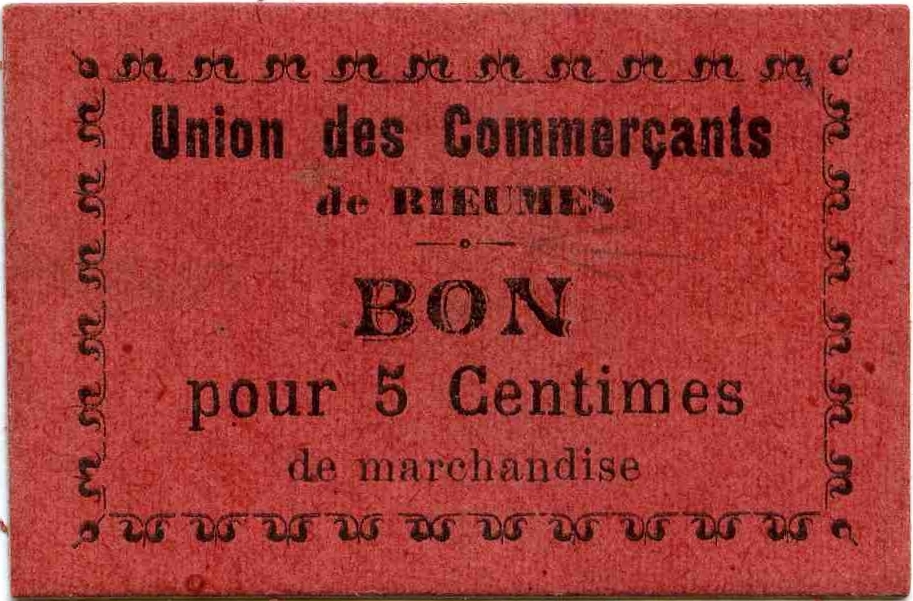 Union des Commerçants
de RIEUMES
BON
pour 5 Centimes
de marchandise